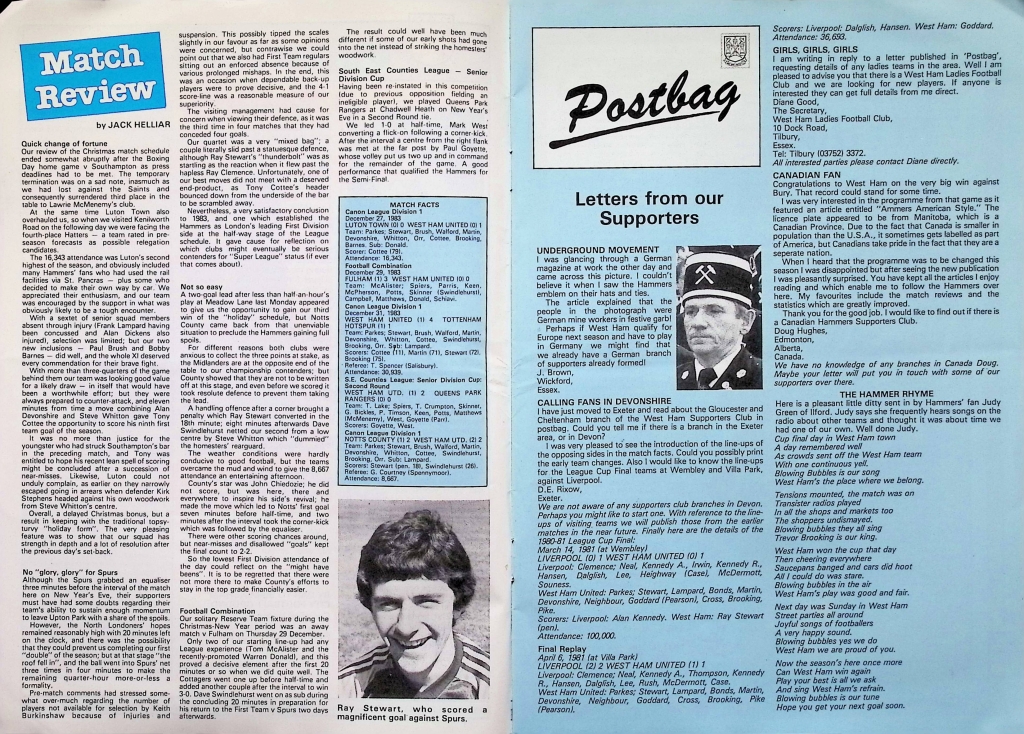 Match
Review
by JACK HELLIAR
Quick change of fortune
Our review of the Christmas match schedule
ended somewhat abruptly after the Boxing
Day home game v Southampton as press
deadlines had to be met. The temporary
termination was on a sad note, inasmuch as
we had lost against the Saints and
consequently surrendered third place in the
table to Lawrie McMenemy's club.
At the same time Luton Town also
overhauled us, so when we visited Kenilworth
Road on the following day we were facing the
fourth-place Hatters — a team rated in pre-
season forecasts as possible relegation
candidates.
The 16,343 attendance was Luton's second
highest of the season, and obviously included
many Hammers' fans who had used the rail
facilities via St. Pancras — plus some who
decided to make their own way by car. We
appreciated their enthusiasm, and our team
was encouraged by the support in what was
obviously likely to be a tough encounter.
With a sextet of senior squad members
absent through injury (Frank Lampard having
been concussed and Alan Dickens also
injured), selection was limited; but our two
new inclusions — Paul Brush and Bobby
Barnes — did well, and the whole XI deserved
every commendation for their brave fight.
With more than three-quarters of the game
behind them our team was looking good value
for a likely draw — in itself that would have
been a worthwhile effort; but they were
always prepared to counter-attack, and eleven
minutes from time a move combining Alan
Devonshire and Steve Whitton gave Tony
Cottee the opportunity to score his ninth first
team goal of the season.
It was no more than justice for the
youngster who had struck Southampton's bar
in the preceding match, and Tony was
entitled to hope his recent lean spell of scoring
might be concluded after a succession of
near-misses. Likewise, Luton could not
unduly complain, as earlier on they narrowly
escaped going in arrears when defender Kirk
Stephens headed against his own woodwork
from Steve Whitton's centre.
Overall, a delayed Christmas bonus, but a
result in keeping with the traditional topsy-
turvy "holiday form". The very pleasing
feature was to show that our squad has
strength in depth and a lot of resolution after
the previous day's set-back.
No "glory, glory" for Spurs
Although the Spurs grabbed an equaliser
three minutes before the interval of the match
here on New Year's Eve, their supporters
must have had some doubts regarding their
team's ability to sustain enough momentum
to leave Upton Park with a share of the spoils.
However, the North Londoners' hopes
remained reasonably high with 20 minutes left
on the clock, and there was the possibility
that they could prevent us completing our first
"double" of the season; but at that stage "the
roof fell in", and the ball went into Spurs' net
three times in four minutes to make the
remaining quarter-hour more-or-less a
formality.
Pre-match comments had stressed some-
what over-much regarding the number of
players not available for selection by Keith
Burkinshaw because of injuries and
suspension. This possibly tipped the scales
slightly in our favour as far as some opinions
were concerned, but contrawise we could
point out that we also had First Team regulars
sitting out an enforced absence because of
various prolonged mishaps. In the end, this
was an occasion when dependable back-up
players were to prove decisive, and the 4-1
score-line was a reasonable measure of our
superiority.
The visiting management had cause for
concern when viewing their defence, as it was
the third time in four matches that they had
conceded four goals.
Our quartet was a very "mixed bag"; a
couple literally slid past a statuesque defence,
although Ray Stewart's "thunderbolt" was as
startling as the reaction when it flew past the
hapless Ray Clemence. Unfortunately, one of
our best moves did not meet with a deserved
end-product, as Tony Cottee's header
bounced down from the underside of the bar
to be scrambled away.
Nevertheless, a very satisfactory conclusion
to 1983, and one which established the
Hammers as London's leading First Division
side at the half-way stage of the League
schedule. It gave cause for reflection on
which clubs might eventually be serious
contenders for "Super League" status (if ever
that comes about).
Not so easy
A two-goal lead after less than half-an-hour's
play at Meadow Lane last Monday appeared
to give us the opportunity to gain our third
win of the "holiday" schedule, but Notts
County came back from that unenviable
situation to preclude the Hammers gaining full
spoils.
For different reasons both clubs were
anxious to collect the three points at stake, as
the Midlanders are at the opposite end of the
table to our championship contenders; but
County showed that they are not to be written
off at this stage, and even before we scored it
took resolute defence to prevent them taking
the lead.
A handling offence after a corner brought a
penalty which Ray Stewart converted in the
18th minute; eight minutes afterwards Dave
Swindlehurst netted our second from a low
centre by Steve Whitton which "dummied"
the homesters' rearguard.
The weather conditions were hardly
conducive to good football, but the teams
overcame the mud and wind to give the 8,667
attendance an entertaining afternoon.
County's star was John Chiedozie; he did
not score, but was here, there and
everywhere to inspire his side's revival; he
made the move which led to Notts' first goal
seven minutes before half-time, and two
minutes after the interval took the corner-kick
which was followed by the equaliser.
There were other scoring chances around,
but near-misses and disallowed "goals" kept
the final count to 2-2.
So the lowest First Division attendance of
the day could reflect on the "might have
beens". It is to be regretted that there were
not more there to make County's efforts to
stay in the top grade financially easier.
Football Combination
Our solitary Reserve Team fixture during the
Christmas-New Year period was an away
match v Fulham on Thursday 29 December.
Only two of our starting line-up had any
League experience (Tom McAlister and the
recently-promoted Warren Donald), and this
proved a decisive element after the first 20
minutes or so when we did quite well. The
Cottagers went one up before half-time and
added another couple after the interval to win
3-0. Dave Swindlehurst went on as sub during
the concluding 20 minutes in preparation for
his return to the First Team v Spurs two days
afterwards.
The result could well have been much
different if some of our early shots had gone
into the net instead of striking the homesters'
woodwork.
South East Counties League — Senior
Division Cup
Having been re-instated in this competition
(due to previous opposition fielding an
ineligible player), we played Queens Park
Rangers at Chadwell Heath on New Year's
Eve in a Second Round tie.
We led 1-0 at half-time, Mark West
converting a flick-on following a corner-kick.
After the interval a centre from the right flank
was met at the far post by Paul Goyette,
whose volley put us two up and in command
for the remainder of the game. A good
performance that qualified the Hammers for
the Semi-Final.
MATCH FACTS
Canon League Division 1
December 27, 1983
LUTON TOWN (0) 0 WEST HAM UNITED (0) 1
Team: Parkes; Stewart, Brush, Walford, Martin,
Devonshire, Whitton, Orr, Cottee, Brooking,
Barnes. Sub: Donald.
Scorer: Cottee (79).
Attendance: 16,343.
Football Combination
December 29, 1983
FULHAM (1) 3 WEST HAM UNITED (0) 0
Team: McAlister; Spiers, Parris, Keen,
McPherson, Potts, Skinner (Swindlehurst),
Campbell, Matthews, Donald, Schiavi.
Canon League Division 1
December 31, 1983
WEST HAM UNITED (1) 4 TOTTENHAM
HOTSPUR (1) 1
Team: Parkes; Stewart, Brush, Walford, Martin,
Devonshire, Whitton, Cottee, Swindlehurst,
Brooking, Orr. Sub: Lampard.
Scorers: Cottee (11), Martin (71), Stewart (72),
Brooking (75).
Referee: T. Spencer (Salisbury).
Attendance: 30,939.
S.E. Counties League: Senior Division Cup:
Second Round
WEST HAM UTD. (1) 2 QUEENS PARK
RANGERS (0) 0
Team: T. Lake; Spiers, T. Crumpton, Skinner,
G. Bickles, P. Timson, Keen, Potts, Matthews
(McMenemy), West, Goyette (Pavi).
Scorers: Goyette, West.
Canon League Division 1
NOTTS COUNTY (1) 2 WEST HAM UTD. (2) 2
Team: Parkes; Stewart, Brush, Walford, Martin,
Devonshire, Whitton, Cottee, Swindlehurst,
Brooking, Orr. Sub: Lampard.
Scorers: Stewart (pen. 18), Swindlehurst (26).
Referee: G. Courtney (Spennymoor).
Attendance: 8,667.
Ray Stewart, who scored a
magnificent goal against Spurs.
Postbag
Letters from our
Supporters
UNDERGROUND MOVEMENT
I was glancing through a German
magazine at work the other day and
came across this picture. I couldn't
believe it when I saw the Hammers
emblem on their hats and ties.
The article explained that the
people in the photograph were
German mine workers in festive garb!
Perhaps if West Ham qualify for
Europe next season and have to play
in Germany we might find that
we already have a German branch
of supporters already formed!
J. Brown,
Wickford,
Essex.
CALLING FANS IN DEVONSHIRE
I have just moved to Exeter and read about the Gloucester and
Cheltenham branch of the West Ham Supporters Club in
postbag. Could you tell me if there is a branch in the Exeter
area, or in Devon?
I was very pleased to see the introduction of the line-ups of
the opposing sides in the match facts. Could you possibly print
the early team changes. Also I would like to know the line-ups
for the League Cup Final teams at Wembley and Villa Park,
against Liverpool.
D.E. Rixow,
Exeter.
We are not aware of any supporters club branches in Devon.
Perhaps you might like to start one. With reference to the line-
ups of visiting teams we will publish those from the earlier
matches in the near future. Finally here are the details of the
1980-81 League Cup Final:
March 14, 1981 (at Wembley)
LIVERPOOL (0) 1 WEST HAM UNITED (0) 1
Liverpool: Clemence; Neal, Kennedy A., Irwin, Kennedy R.,
Hansen, Dalglish, Lee, Heighway (Case), McDermott,
Souness.
West Ham United: Parkes; Stewart, Lampard, Bonds, Martin,
Devonshire, Neighbour, Goddard (Pearson), Cross, Brooking,
Pike.
Scorers: Liverpool: Alan Kennedy. West Ham: Ray Stewart
(pen).
Attendance: 100,000.
Final Replay
April 6, 1981 (at Villa Park)
LIVERPOOL (2) 2 WEST HAM UNITED (1) 1
Liverpool: Clemence; Neal, Kennedy A., Thompson, Kennedy
R., Hansen, Dalglish, Lee, Rush, McDermott, Case.
West Ham United: Parkes; Stewart, Lampard, Bonds, Martin,
Devonshire, Neighbour, Goddard, Cross, Brooking, Pike
(Pearson).
Scorers: Liverpool: Dalglish, Hansen. West Ham: Goddard.
Attendance: 36,693.
GIRLS, GIRLS, GIRLS
I am writing in reply to a letter published in 'Postbag',
requesting details of any ladies teams in the area. Well I am
pleased to advise you that there is a West Ham Ladies Football
Club and we are looking for new players. If anyone is
interested they can get full details from me direct.
Diane Good,
The Secretary,
West Ham Ladies Football Club,
10 Dock Road,
Tilbury,
Essex.
Tel: Tilbury (03752) 3372.
All interested parties please contact Diane directly.
CANADIAN FAN
Congratulations to West Ham on the very big win against
Bury. That record could stand for some time.
I was very interested in the programme from that game as it
featured an article entitled "Ammers American Style." The
licence plate appeared to be from Manitoba, which is a
Canadian Province. Due to the fact that Canada is smaller in
population than the U.S.A., it sometimes gets labelled as part
of America, but Canadians take pride in the fact that they are a
seperate nation.
When I heard that the programme was to be changed this
season I was disappointed but after seeing the new publication
I was pleasantly surprised. You have kept all the articles I enjoy
reading and which enable me to follow the Hammers over
here. My favourites include the match reviews and the
statistics which are greatly improved.
Thank you for the good job. I would like to find out if there is
a Canadian Hammers Supporters Club.
Doug Hughes,
Edmonton,
Alberta,
Canada.
We have no knowledge of any branches in Canada Doug.
Maybe your letter will put you in touch with some of our
supporters over there.
THE HAMMER RHYME
Here is a pleasant little ditty sent in by Hammers' fan Judy
Green of Ilford. Judy says she frequently hears songs on the
radio about other teams and thought it was about time we
had one of our own. Well done Judy.
Cup final day in West Ham town
A day remembered well
As crowds sent off the West Ham team
With one continuous yell.
Blowing Bubbles is our song
West Ham's the place where we belong.
Tensions mounted, the match was on
Transister radios played
In all the shops and markets too
The shoppers undismayed.
Blowing bubbles they all sing
Trevor Brooking is our king.
West Ham won the cup that day
Then cheering everywhere
Saucepans banged and cars did hoot
All I could do was stare.
Blowing bubbles in the air
West Ham's play was good and fair.
Next day was Sunday in West Ham
Street parties all around
Joyful songs of footballers
A very happy sound.
Blowing bubbles yes we do
West Ham we are proud of you.
Now the season's here once more
Can West Ham win again
Play your best is all we ask
And sing West Ham's refrain.
Blowing bubbles is our tune
Hope you get your next goal soon.